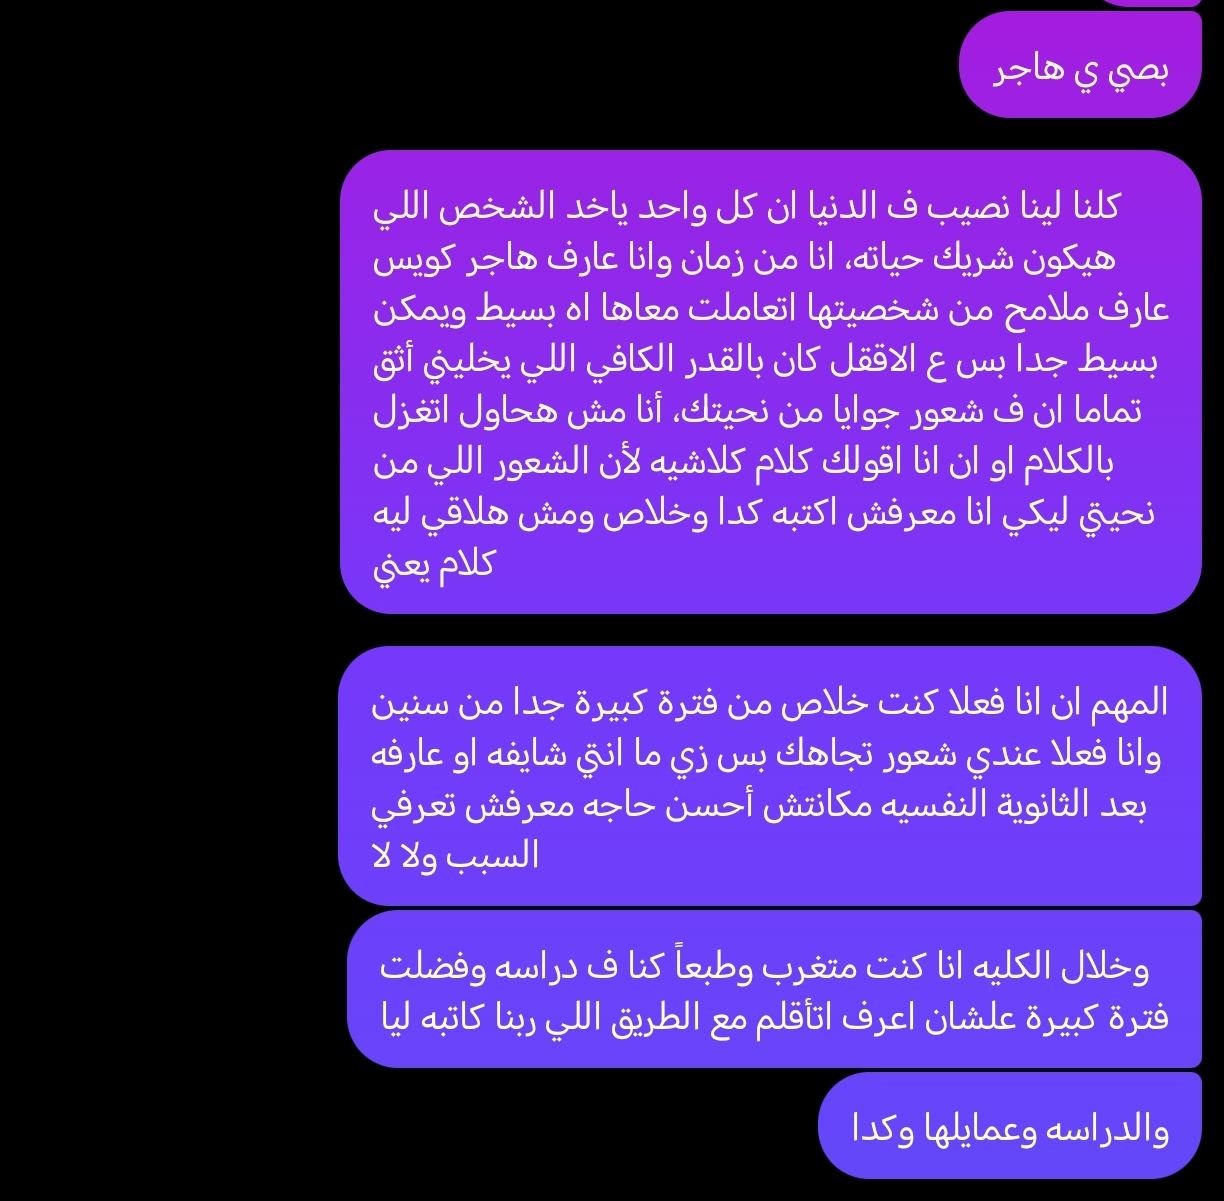 بصي ي هاجر
كلنا لينا نصيب ف الدنيا ان كل واحد ياخد الشخص اللي
هيكون شريك حياته، انا من زمان وانا عارف هاجر كويس
عارف ملامح من شخصيتها اتعاملت معاها اه بسيط ويمكن
بسيط جدا بس ع الاققل كان بالقدر الكافي اللي يخليني أثق
تماما ان ف شعور جوايا من نحيتك، أنا مش هحاول اتغزل
بالكلام او ان انا اقولك كلام كلاشيه لأن الشعور اللي من
نحيتي ليكي انا معرفش اكتبه كدا وخلاص ومش هلاقي ليه
كلام يعني
المهم ان انا فعلا كنت خلاص من فترة كبيرة جدا من سنين
وانا فعلا عندي شعور تجاهك بس زي ما انتي شايفه او عارفه
بعد الثانوية النفسيه مكانتش أحسن حاجه معرفش تعرفي
السبب ولا لا
وخلال الكليه انا كنت متغرب وطبعاً كنا ف دراسه وفضلت
فترة كبيرة علشان اعرف اتأقلم مع الطريق اللي ربنا كاتبه ليا
والدراسه وعمايلها وكدا